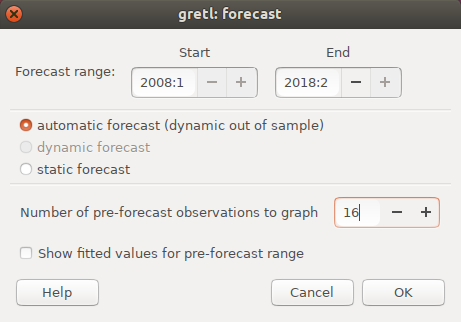 gretl: forecast
Start End
Forecast range: 2008:1 − + 2018:2 − +
automatic forecast (dynamic out of sample)
dynamic forecast
static forecast
Number of pre-forecast observations to graph 16 − +
Show fitted values for pre-forecast range
Help Cancel OK